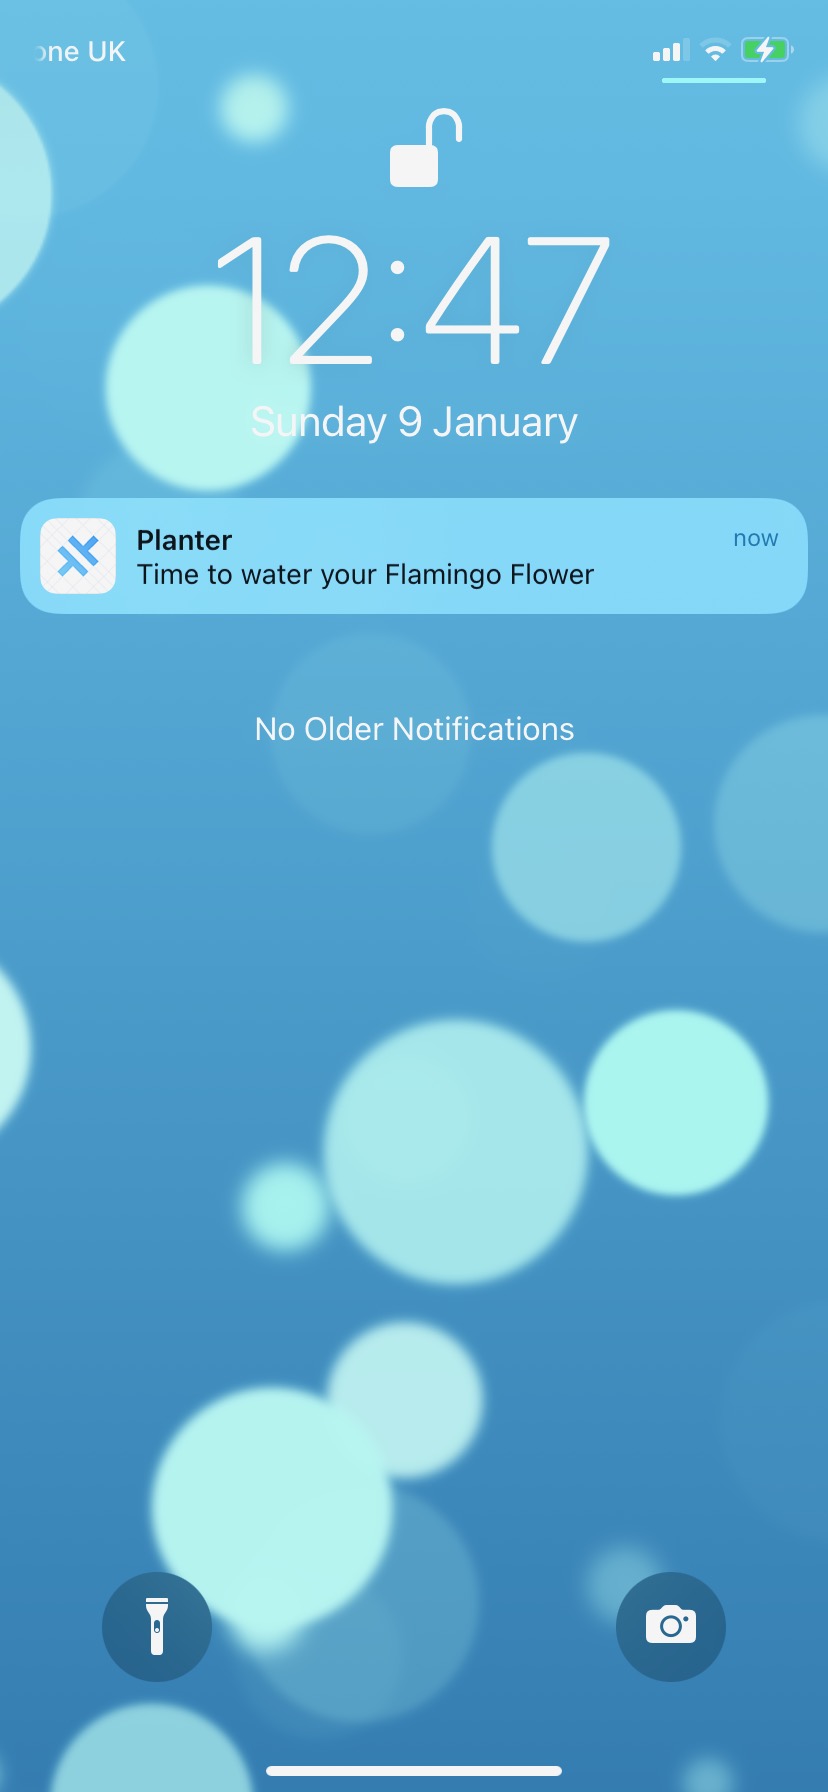 one UK
12:47
Sunday 9 January
Planter
now
Time to water your Flamingo Flower
No Older Notifications